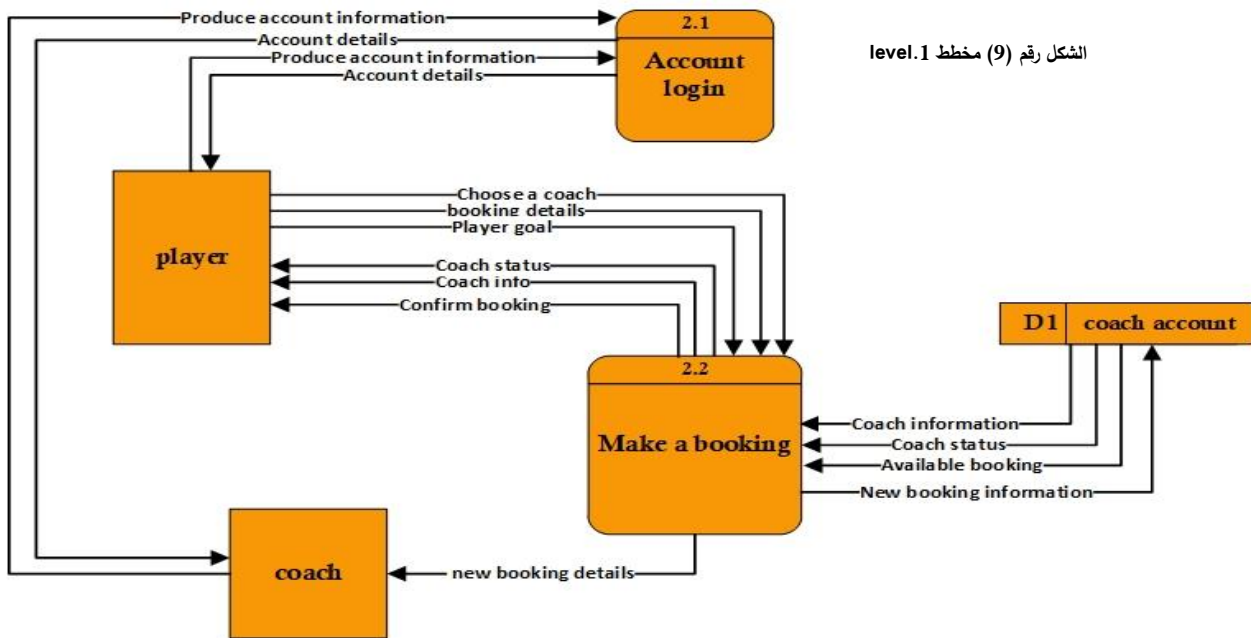 Produce account information
Account details
Produce account information
Account details
2.1
Account
login
الشكل رقم (9) مخطط level.1
Choose a coach
booking details
Player goal
player
Coach status
Coach info
Confirm booking
D1 coach account
2.2
Make a booking
Coach information
Coach status
Available booking
New booking information
coach
new booking details